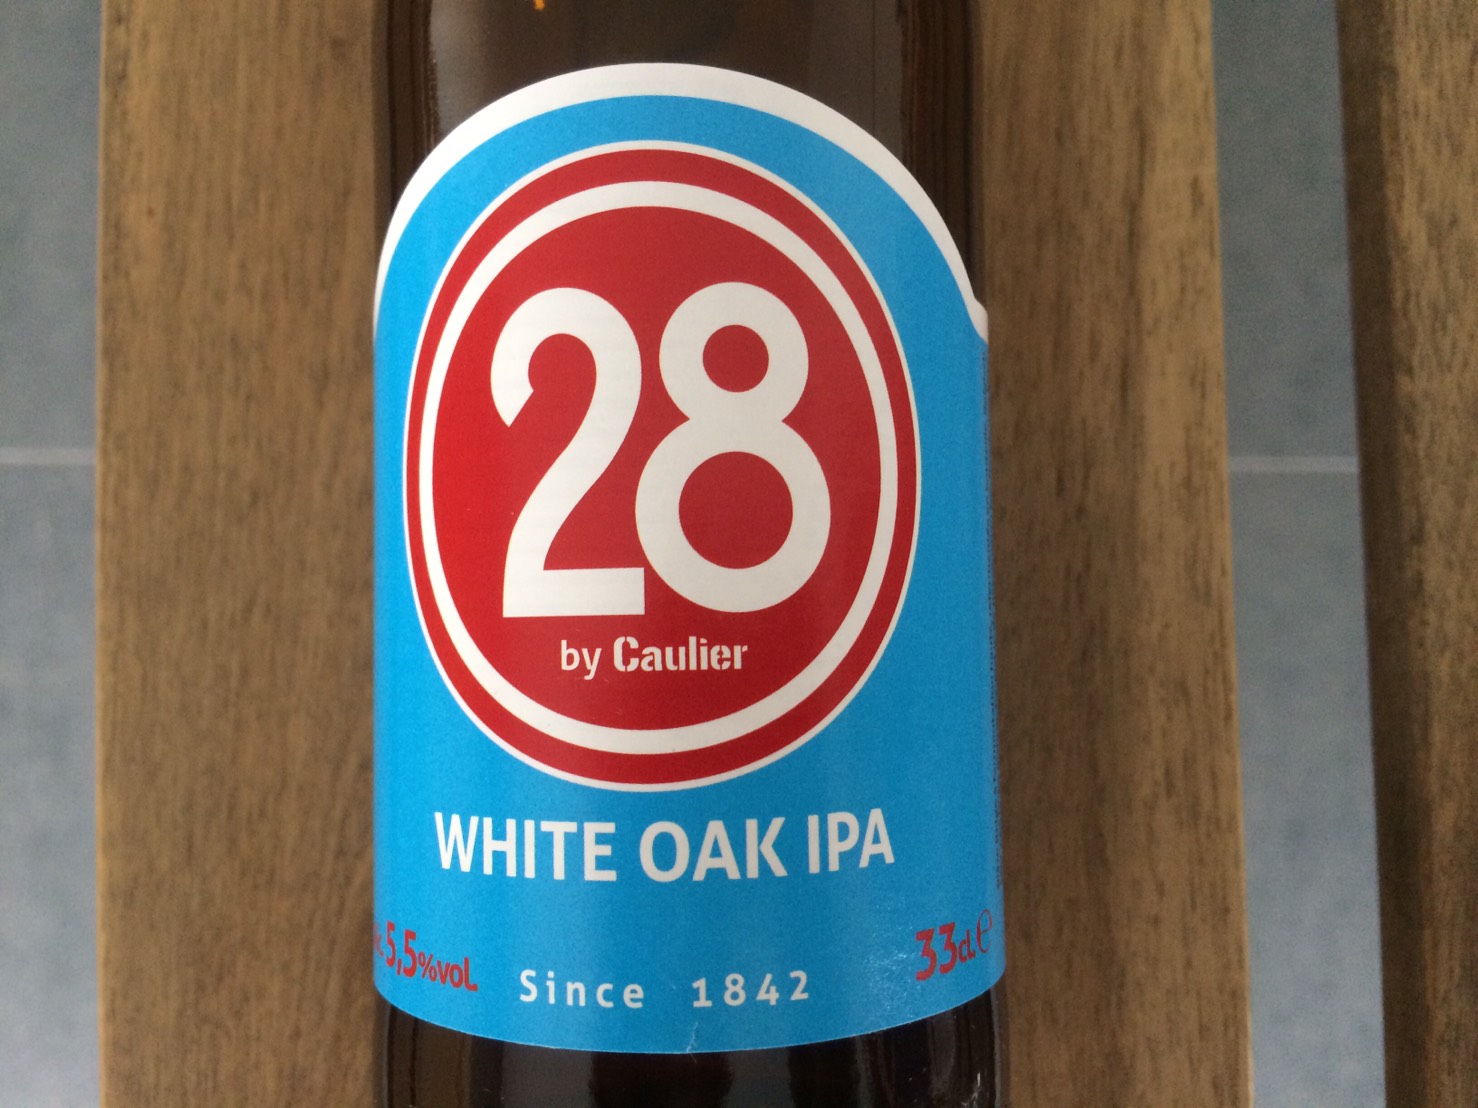 28
by Caulier
WHITE OAK IPA
5,5%vol
33cl e
Since 1842